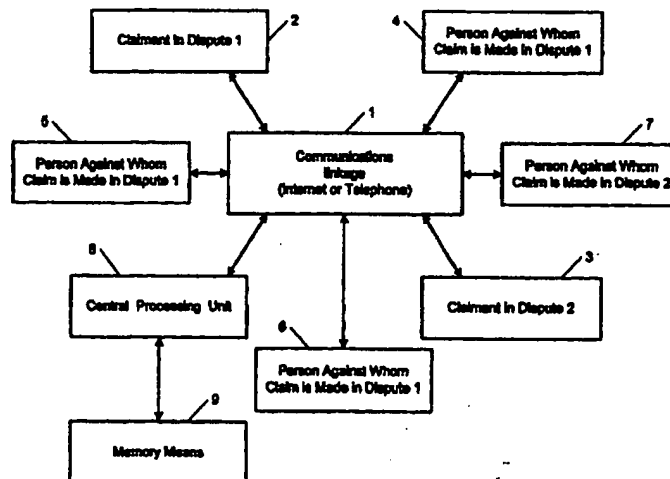 2
Claimant in Dispute 1
4
Person Against Whom
Claim is Made in Dispute 1
1
Communications
linkage
(Internet or Telephone)
5
Person Against Whom
Claim is Made in Dispute 1
7
Person Against Whom
Claim is Made in Dispute 2
8
Central Processing Unit
3
Claimant in Dispute 2
6
Person Against Whom
Claim is Made in Dispute 1
9
Memory Means